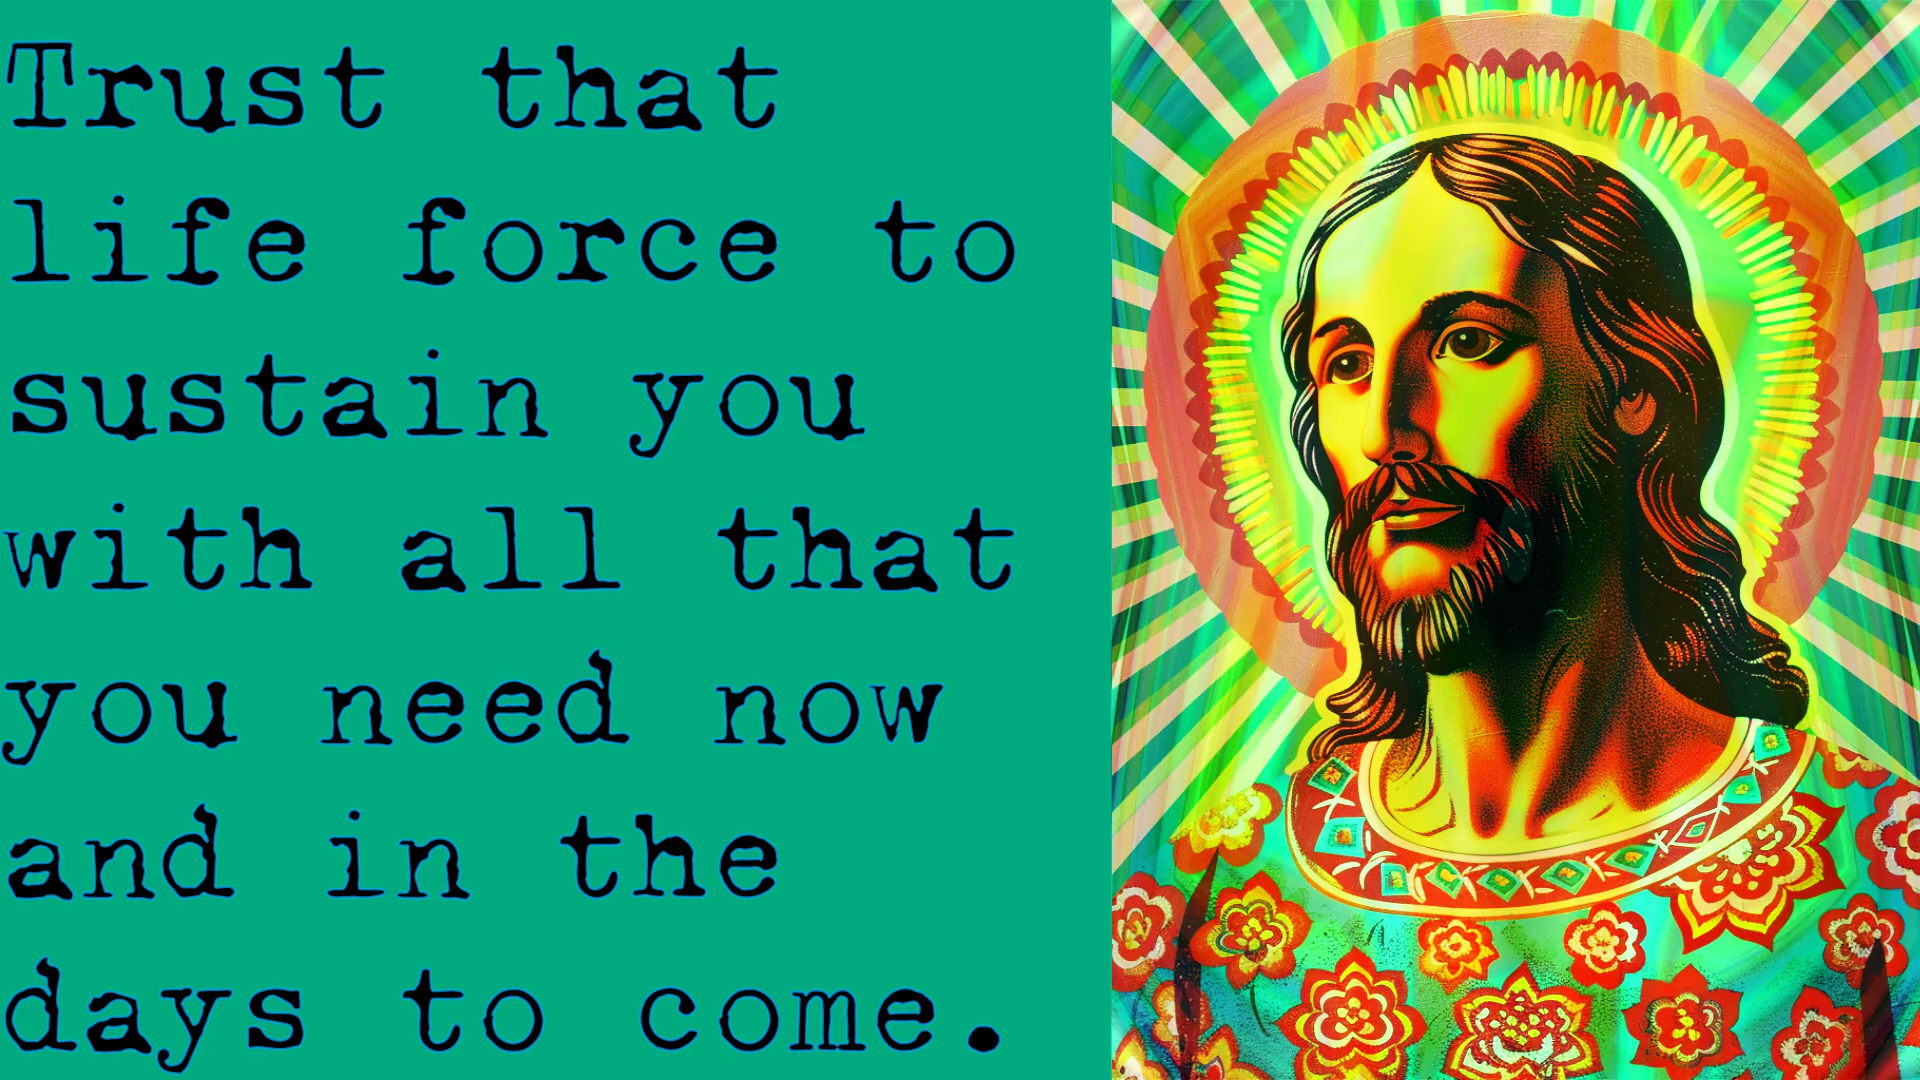 Trust that
life force to
sustain you
with all that
you need now
and in the
days to come.